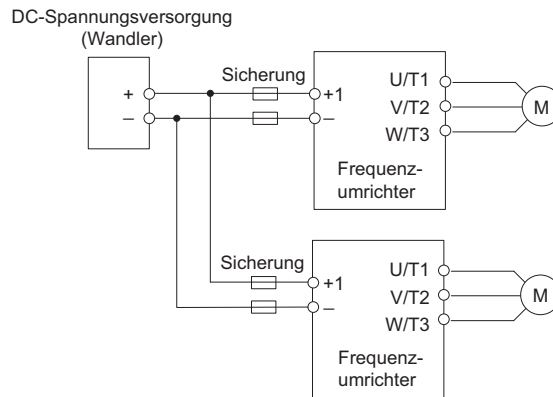 DC-Spannungsversorgung
(Wandler)
Sicherung
+
–
+1
–
U/T1
V/T2
W/T3
M
Frequenz-
umrichter
Sicherung
+1
–
U/T1
V/T2
W/T3
M
Frequenz-
umrichter